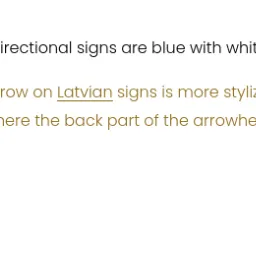 irectional signs are blue with whit
row on Latvian signs is more styliz
here the back part of the arrowhe